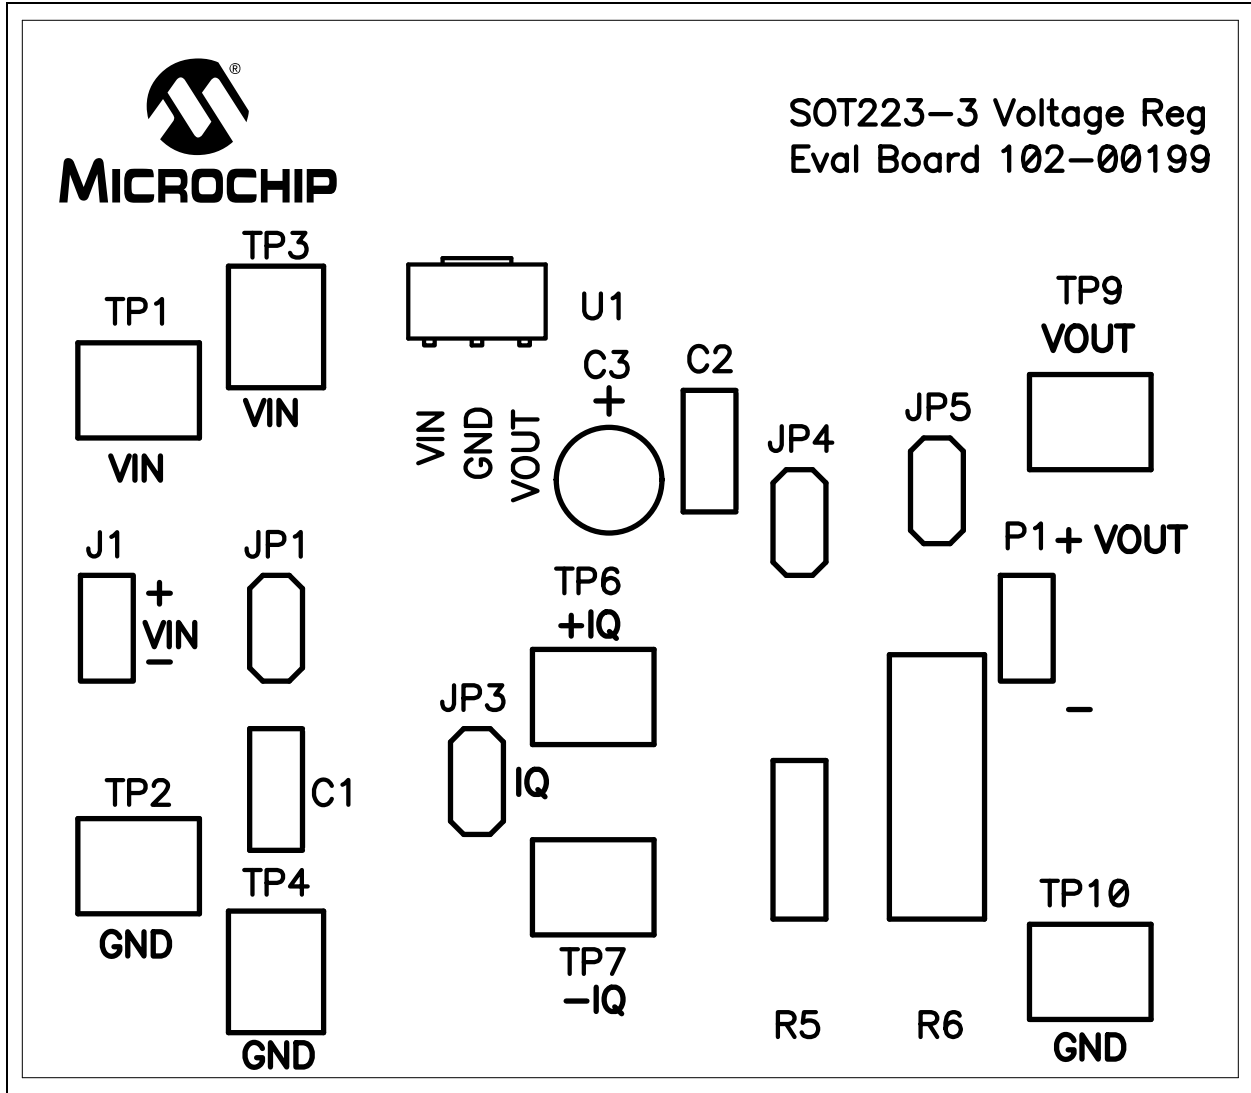 ®
MICROCHIP
SOT223-3 Voltage Reg
Eval Board 102-00199
TP3
VIN
TP1
VIN
U1
VIN
GND
VOUT
C3
+
C2
JP4
JP5
TP9
VOUT
J1
+
VIN
-
JP1
P1 + VOUT
-
TP6
+IQ
JP3
IQ
TP2
GND
C1
TP4
GND
TP7
-IQ
R5
R6
TP10
GND